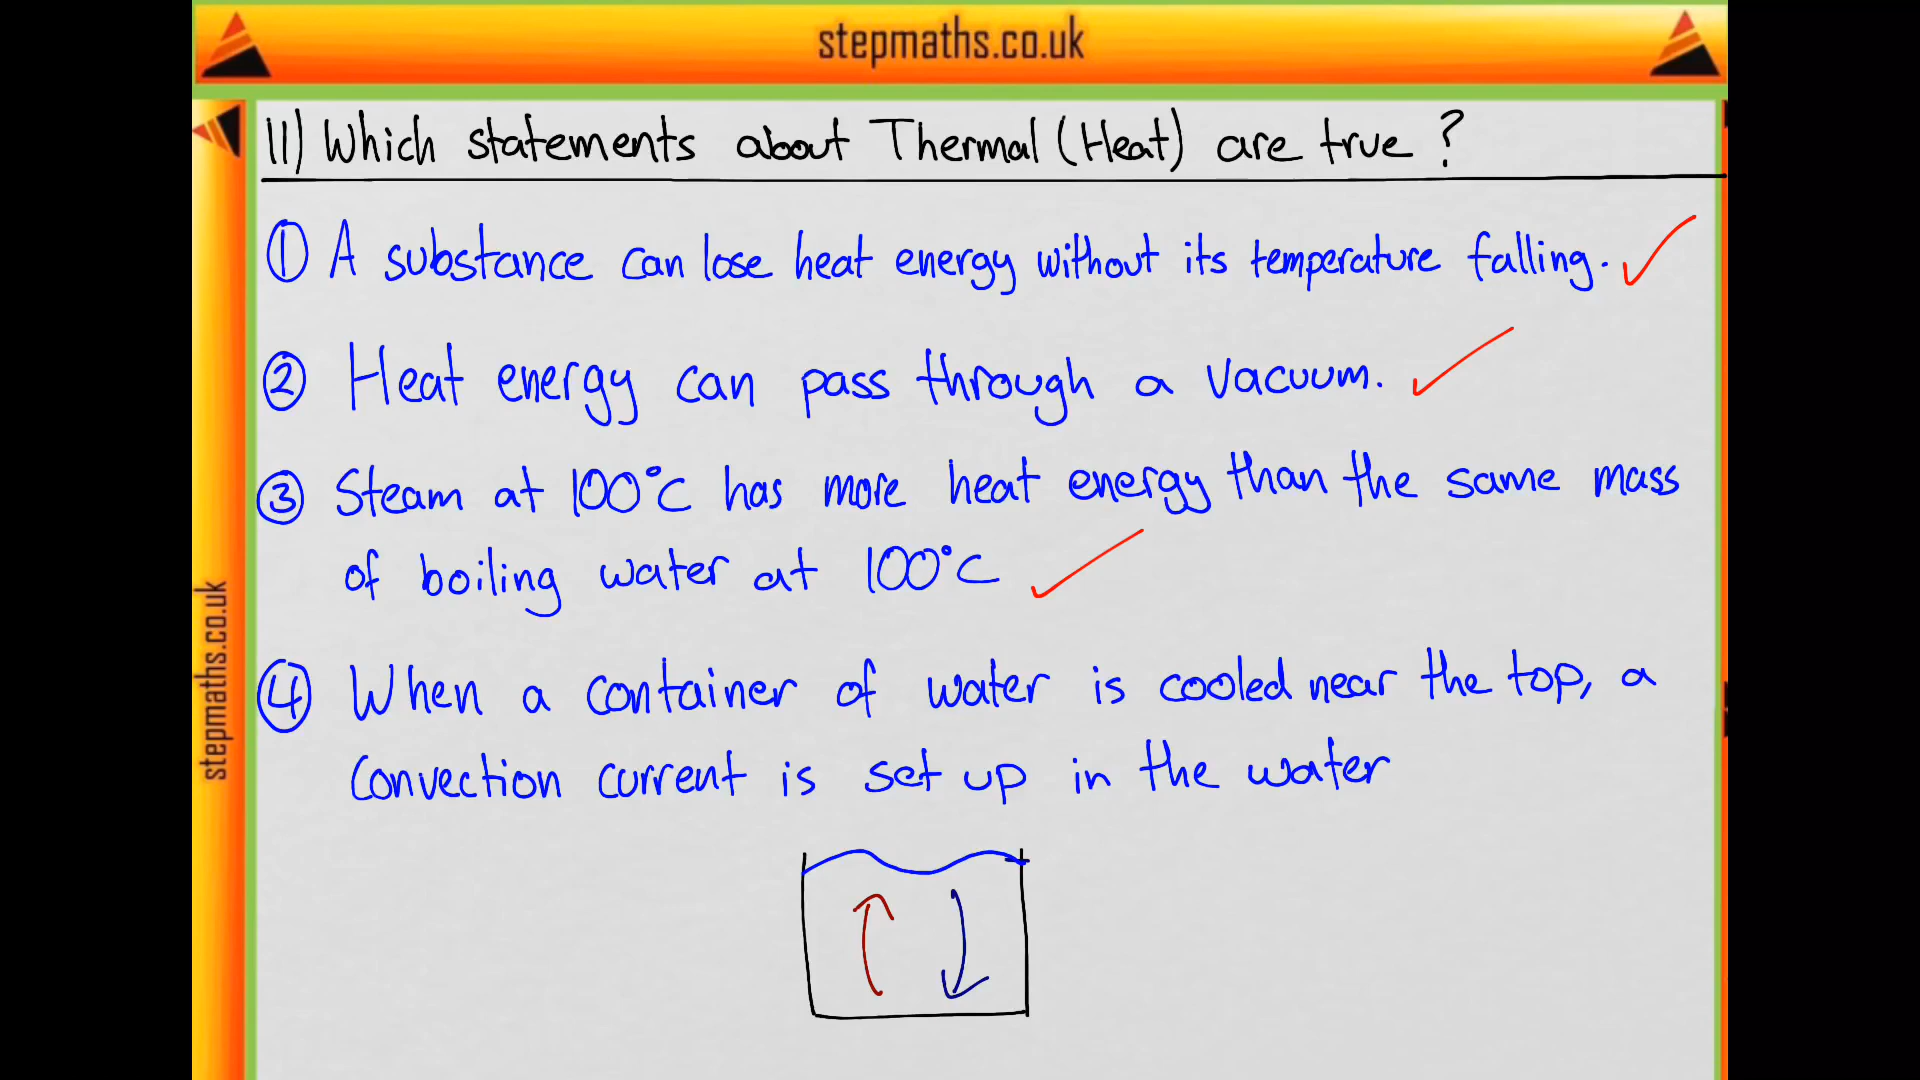 stepmaths.co.uk
11) Which statements about Thermal (Heat) are true?
① A substance can lose heat energy without its temperature falling.
② Heat energy can pass through a vacuum.
③ Steam at 100°C has more heat energy than the same mass
of boiling water at 100°C
④ When a container of water is cooled near the top, a
convection current is set up in the water
stepmaths.co.uk